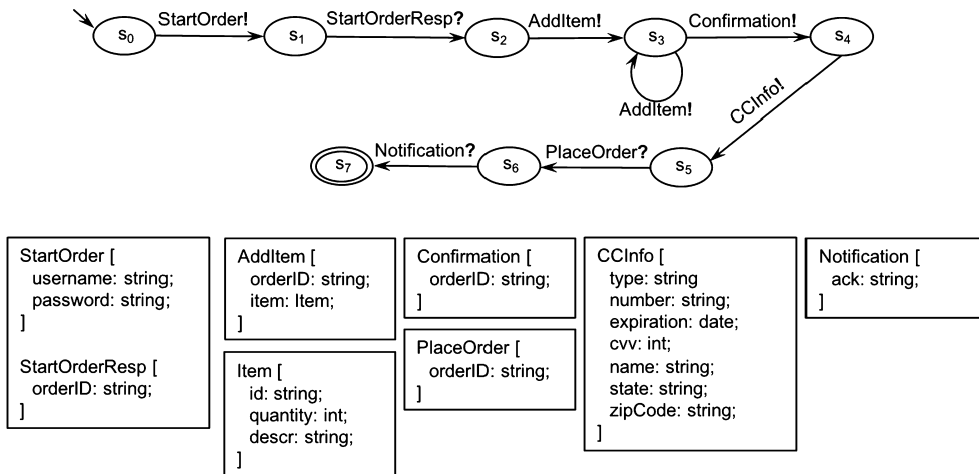 StartOrder! StartOrderResp? AddItem! Confirmation!
s0 s1 s2 s3 s4
AddItem!
CCInfo!
Notification? PlaceOrder?
s7 s6 s5
StartOrder [
username: string;
password: string;
]
StartOrderResp [
orderID: string;
]
AddItem [
orderID: string;
item: Item;
]
Item [
id: string;
quantity: int;
descr: string;
]
Confirmation [
orderID: string;
]
PlaceOrder [
orderID: string;
]
CCInfo [
type: string
number: string;
expiration: date;
cvv: int;
name: string;
state: string;
zipCode: string;
]
Notification [
ack: string;
]